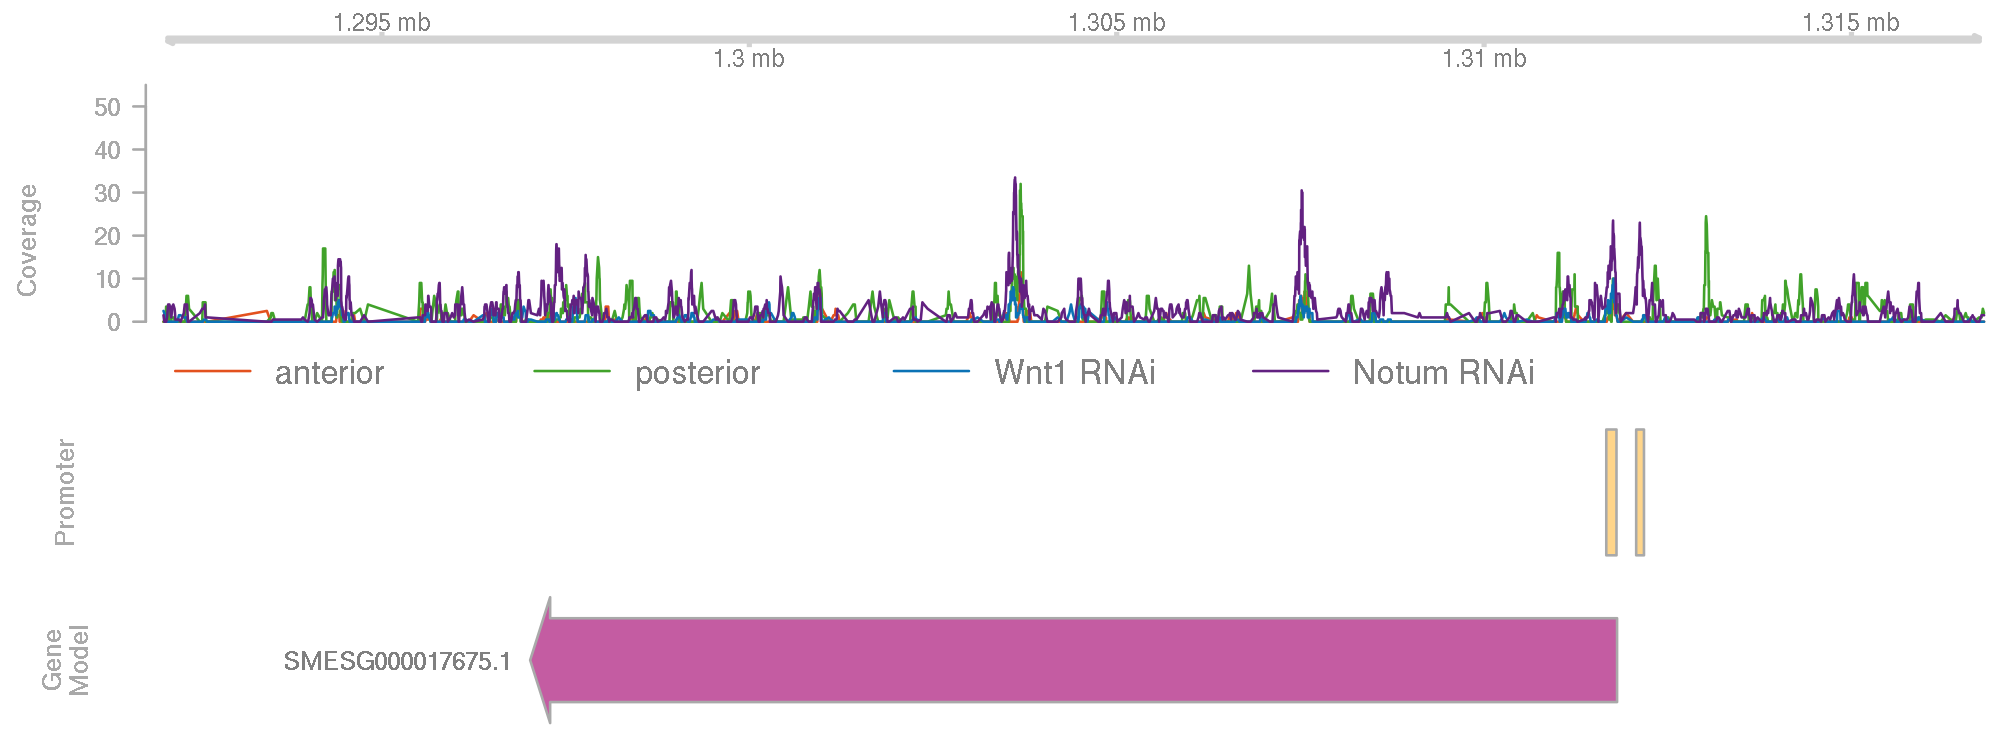 1.295 mb
1.305 mb
1.315 mb
1.3 mb
1.31 mb
Coverage
50
40
30
20
10
0
anterior
posterior
Wnt1 RNAi
Notum RNAi
Promoter
Gene
Model
SMESG000017675.1